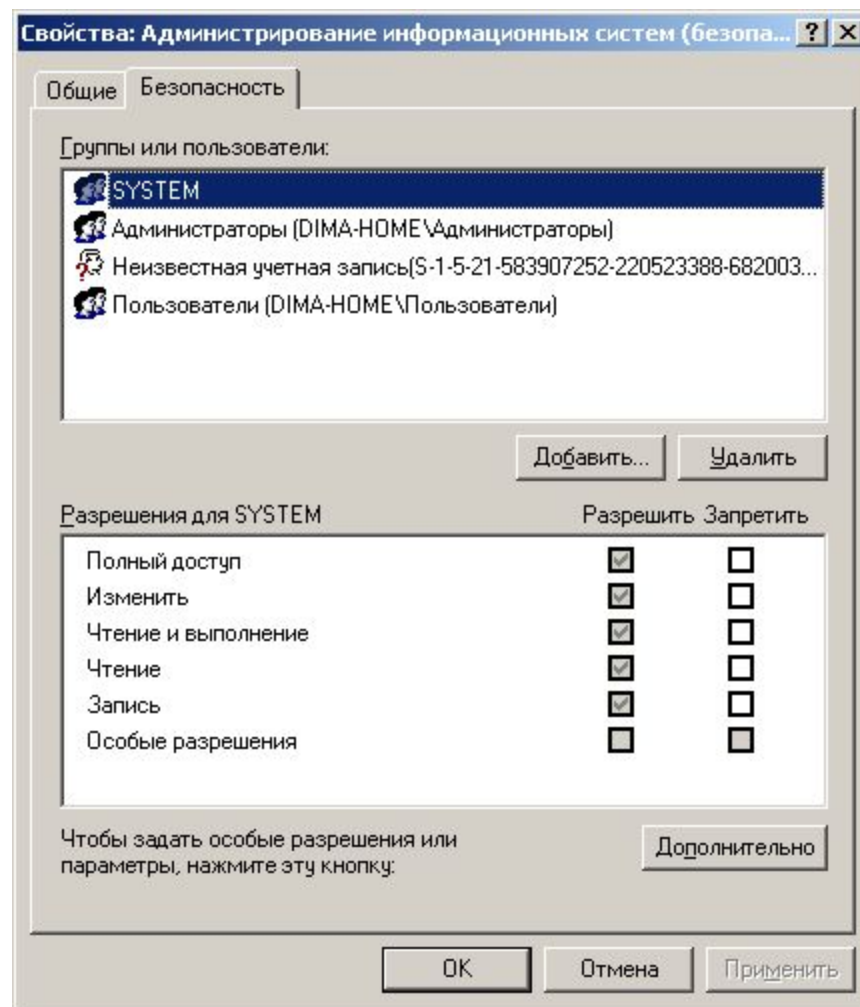 Свойства: Администрирование информационных систем (безопа... ? X
Общие Безопасность
Группы или пользователи:
SYSTEM
Администраторы (DIMA-HOME\Администраторы)
Неизвестная учетная запись(S-1-5-21-583907252-220523388-682003...
Пользователи (DIMA-HOME\Пользователи)
Добавить... Удалить
Разрешения для SYSTEM Разрешить Запретить
Полный доступ
Изменить
Чтение и выполнение
Чтение
Запись
Особые разрешения
Чтобы задать особые разрешения или
параметры, нажмите эту кнопку:
Дополнительно
OK Отмена Применить